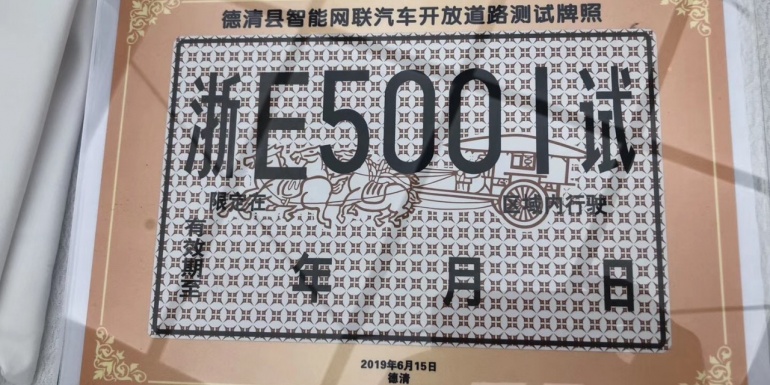 德清县智能网联汽车开放道路测试牌照
浙E5001试
限定在 区域内行驶
有效期至
年 月 日
2019年6月15日
德清